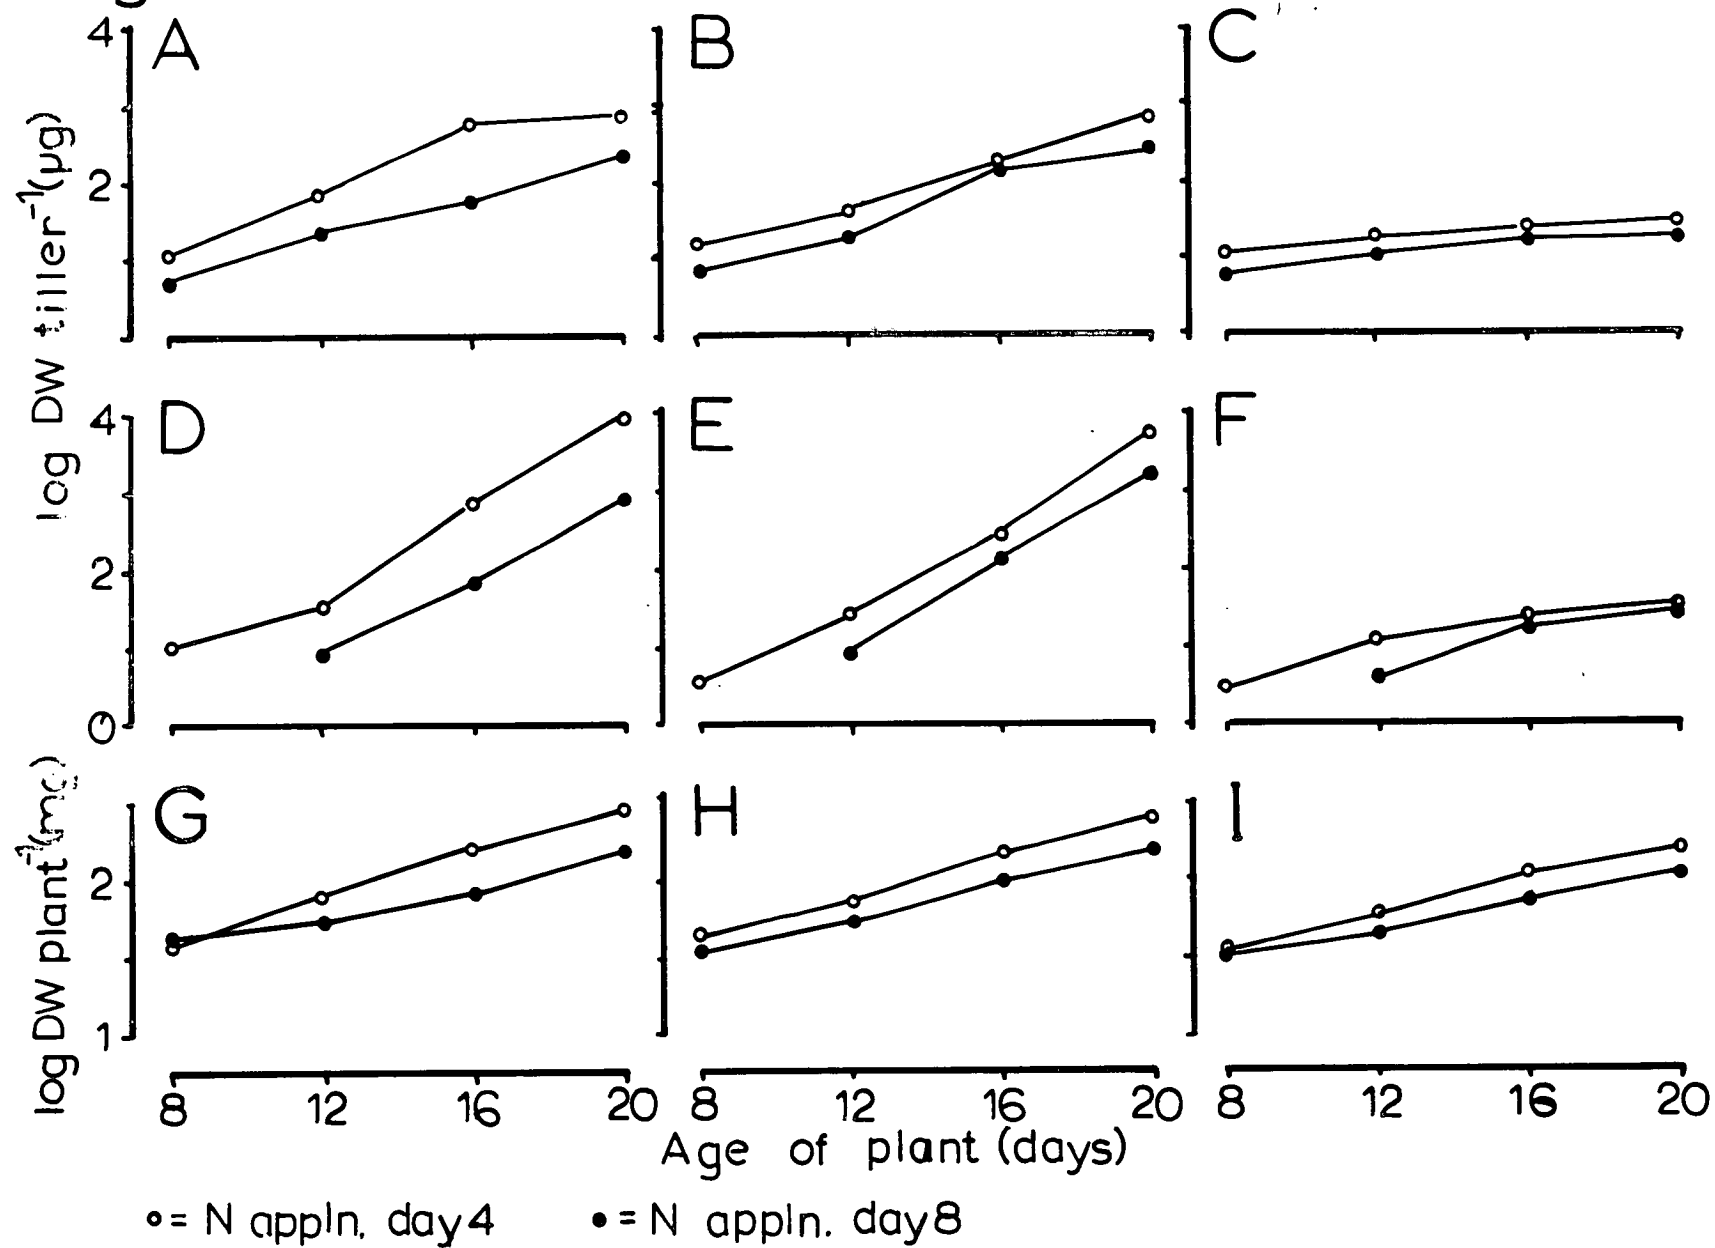 4 A B C
2
log DW tiller⁻¹(µg)
4 D E F
2
0
G H I
2
1
log DW plant⁻¹(mg)
8 12 16 20 8 12 16 20 8 12 16 20
Age of plant (days)
o = N appln. day 4 ● = N appln. day 8